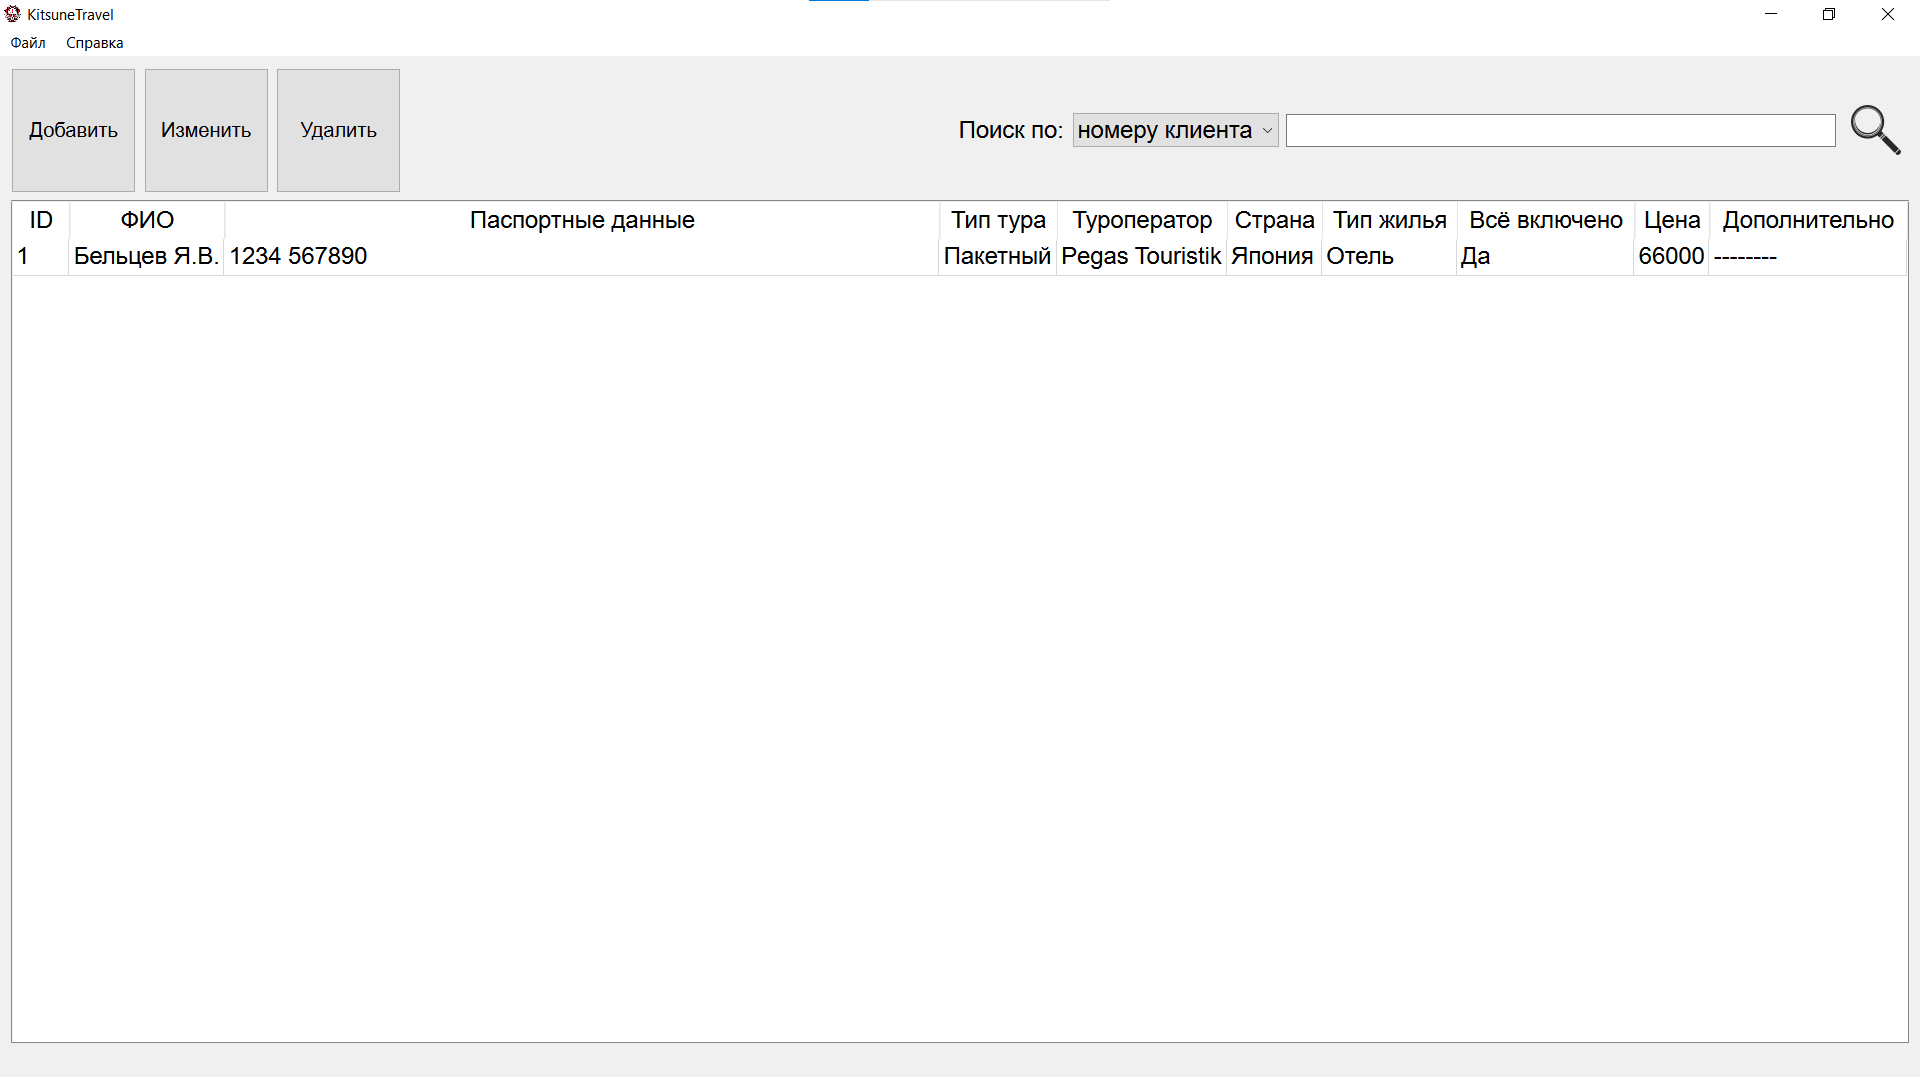 KitsuneTravel
Файл Справка
Добавить Изменить Удалить Поиск по: номеру клиента
ID ФИО Паспортные данные Тип тура Туроператор Страна Тип жилья Всё включено Цена Дополнительно
1 Бельцев Я.В. 1234 567890 Пакетный Pegas Touristik Япония Отель Да 66000 --------